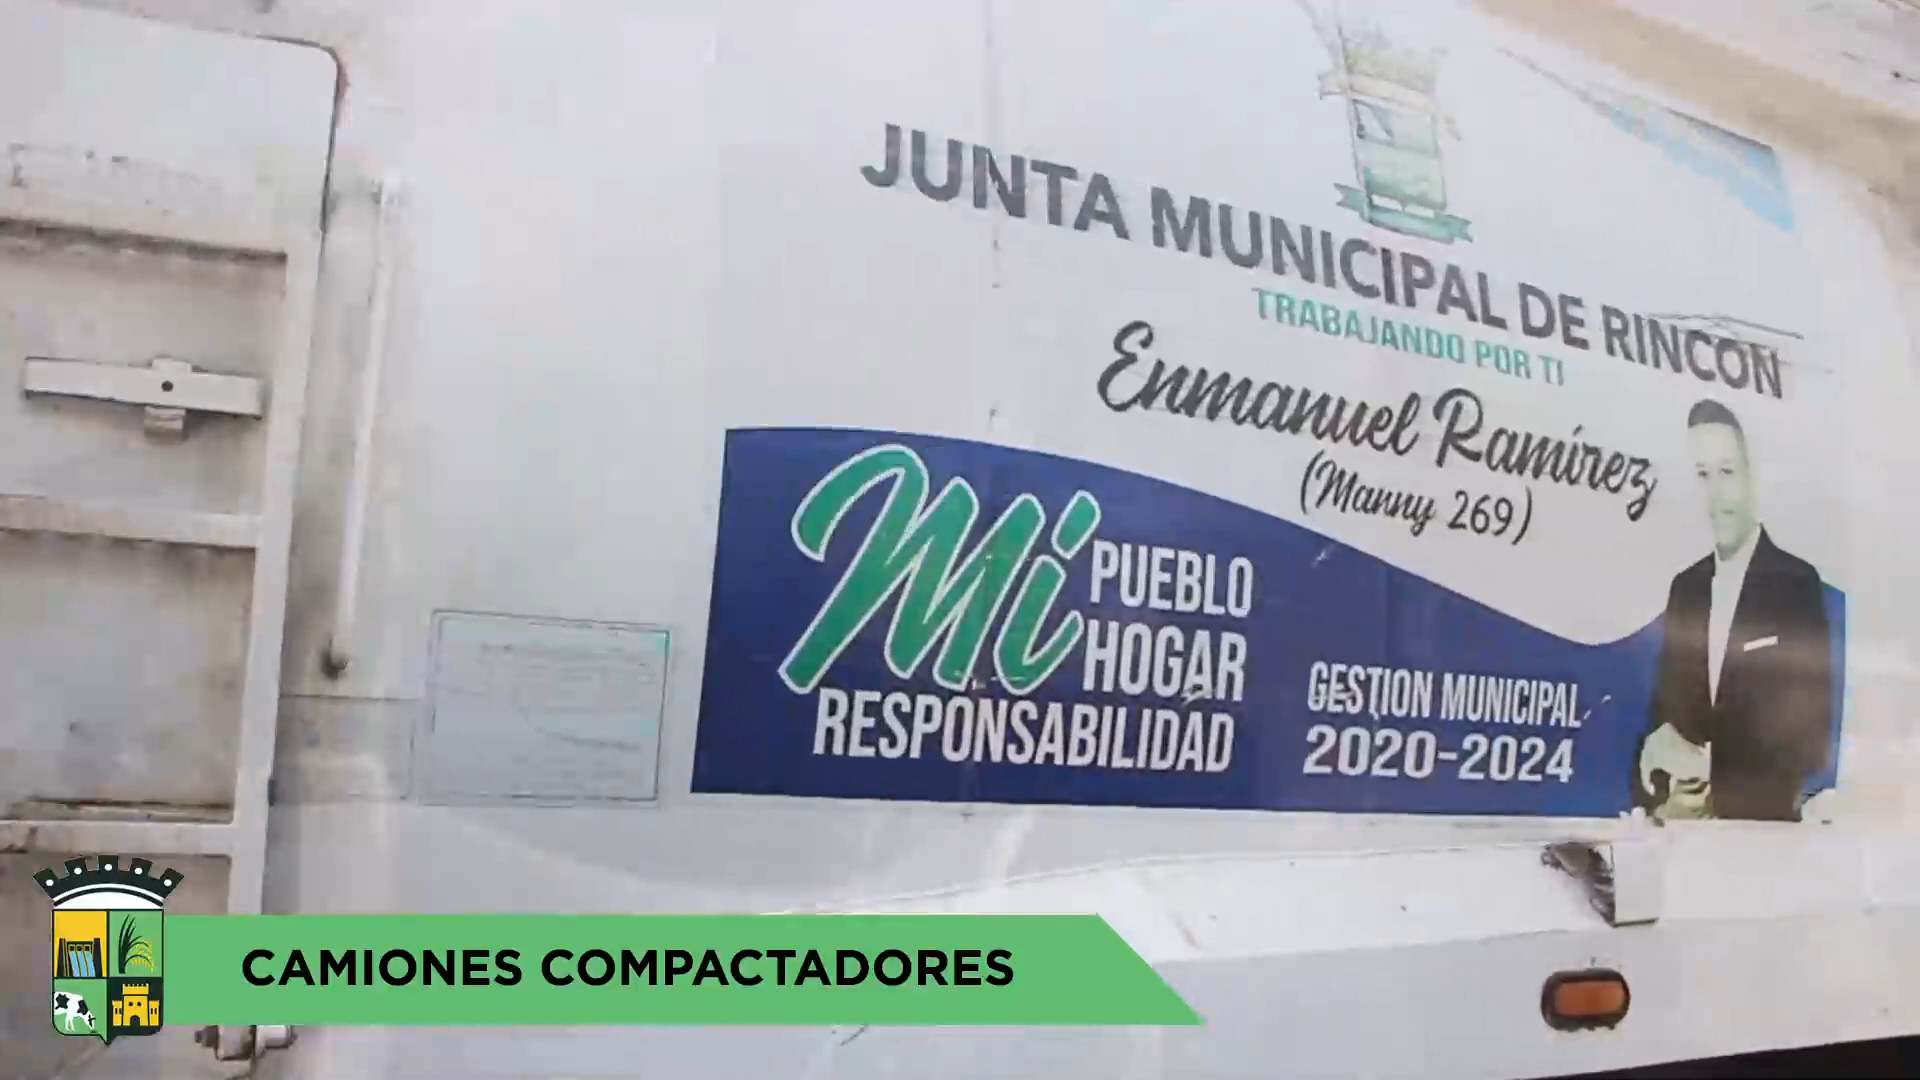 JUNTA MUNICIPAL DE RINCON
TRABAJANDO POR TI
Enmanuel Ramírez
(Manny 269)
Mi PUEBLO
HOGAR
RESPONSABILIDAD
GESTION MUNICIPAL
2020-2024
CAMIONES COMPACTADORES